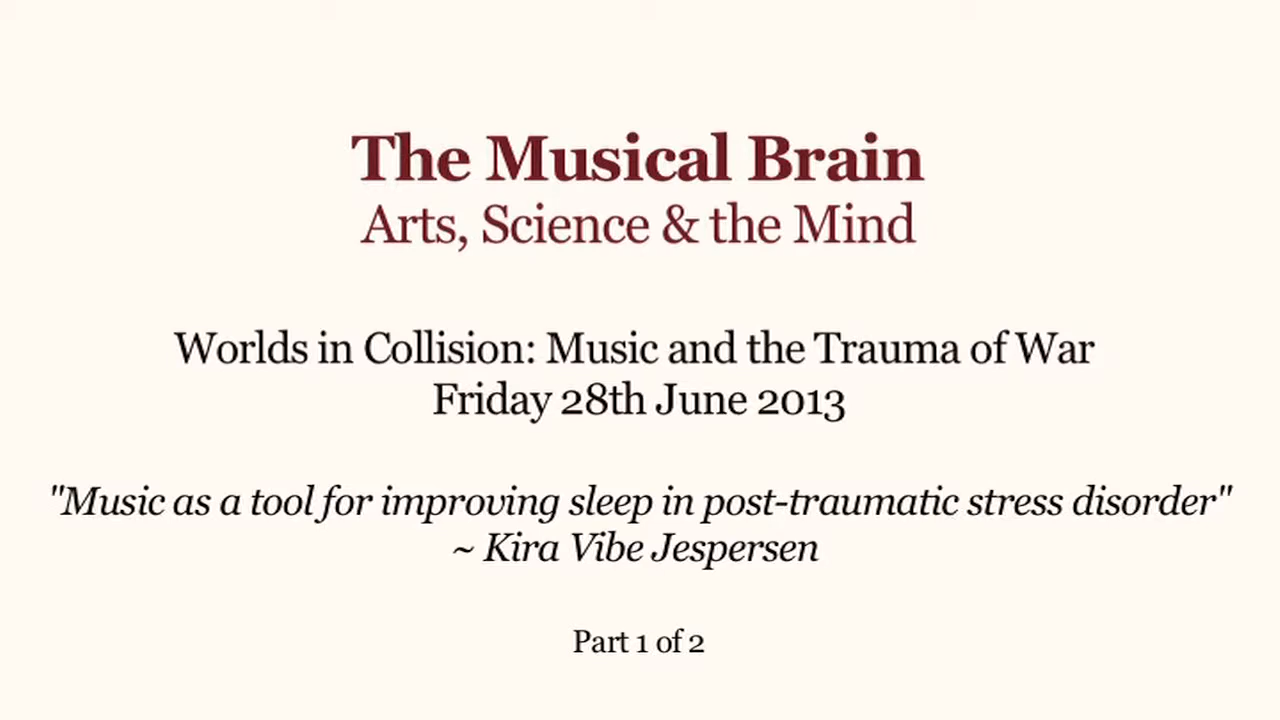 The Musical Brain
Arts, Science & the Mind
Worlds in Collision: Music and the Trauma of War
Friday 28th June 2013
"Music as a tool for improving sleep in post-traumatic stress disorder"
~ Kira Vibe Jespersen
Part 1 of 2